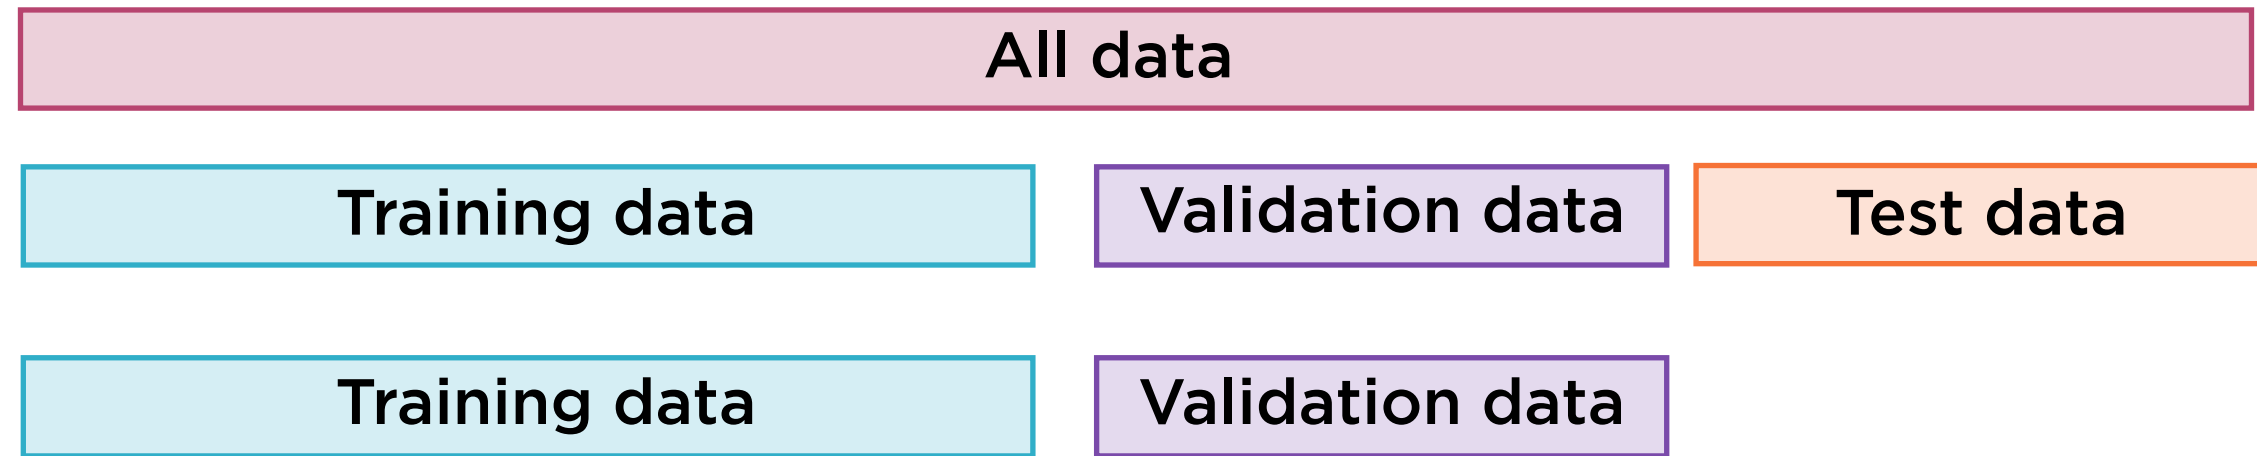 All data
Training data Validation data Test data
Training data Validation data